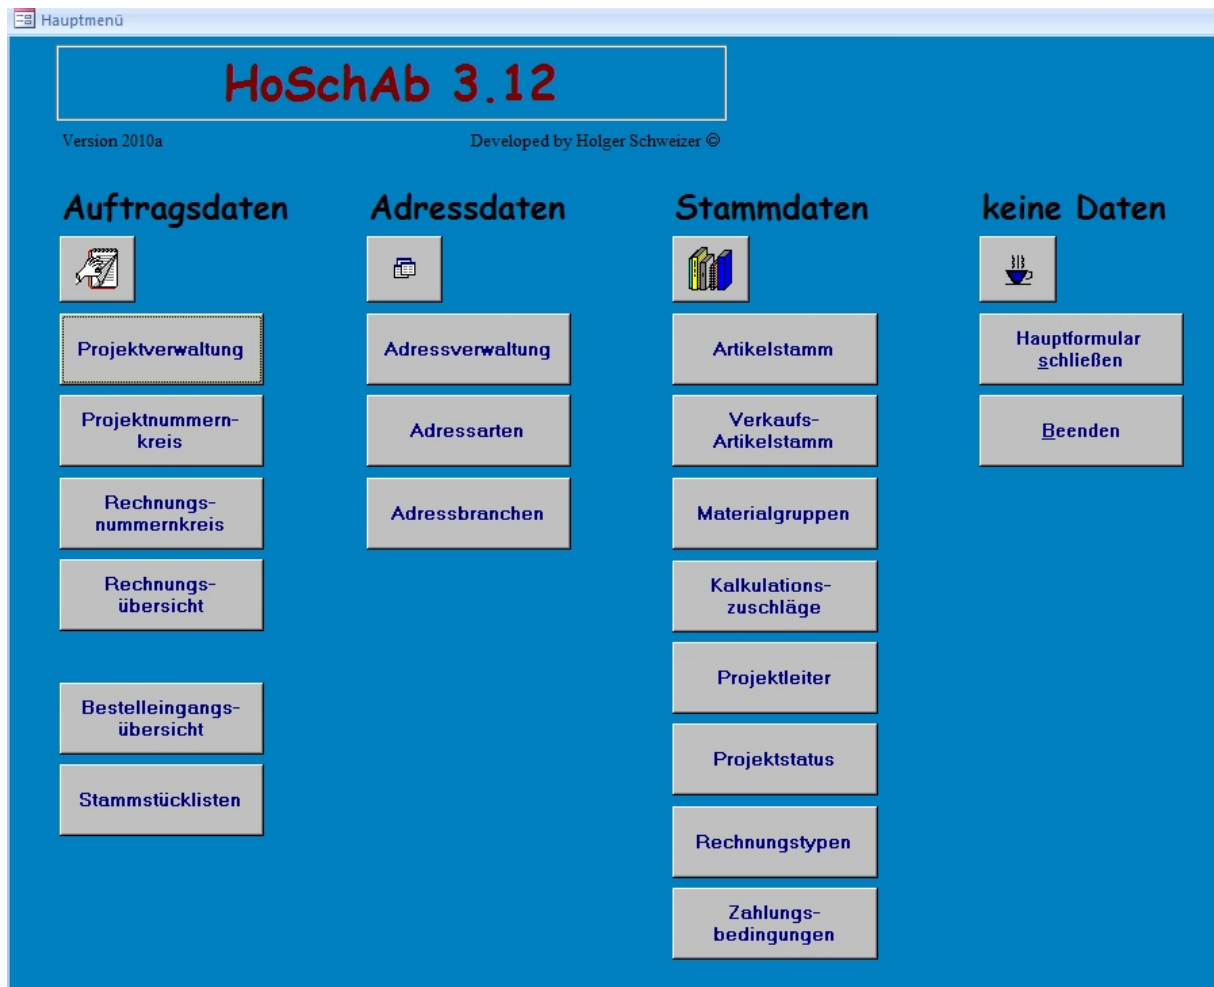 Hauptmenü
HoSchAb 3.12
Version 2010a
Developed by Holger Schweizer ©
Auftragsdaten
Projektverwaltung
Projektnummern-
kreis
Rechnungs-
nummernkreis
Rechnungs-
übersicht
Bestelleingangs-
übersicht
Stammstücklisten
Adressdaten
Adressverwaltung
Adressarten
Adressbranchen
Stammdaten
Artikelstamm
Verkaufs-
Artikelstamm
Materialgruppen
Kalkulations-
zuschläge
Projektleiter
Projektstatus
Rechnungstypen
Zahlungs-
bedingungen
keine Daten
Hauptformular
schließen
Beenden